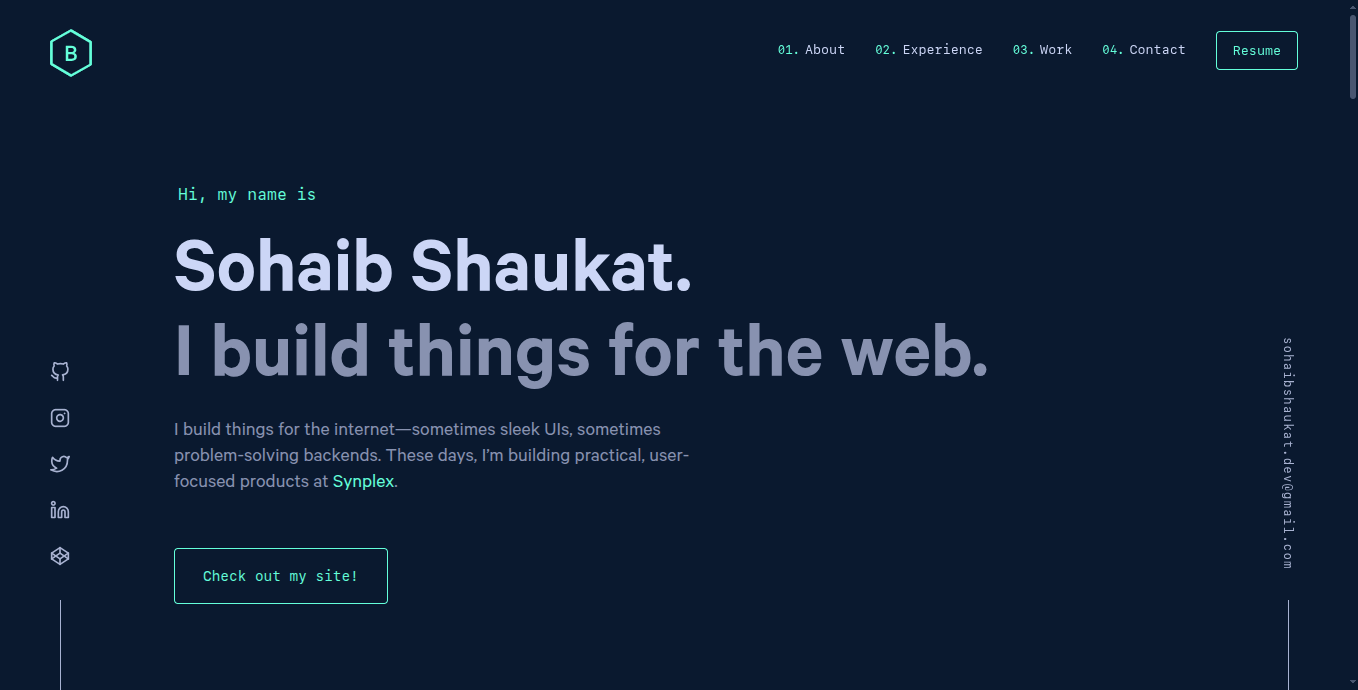 B
01. About 02. Experience 03. Work 04. Contact Resume
Hi, my name is
Sohaib Shaukat.
I build things for the web.
I build things for the internet—sometimes sleek UIs, sometimes
problem-solving backends. These days, I’m building practical, user-
focused products at Synplex.
Check out my site!
sohaibshaukat.dev@gmail.com